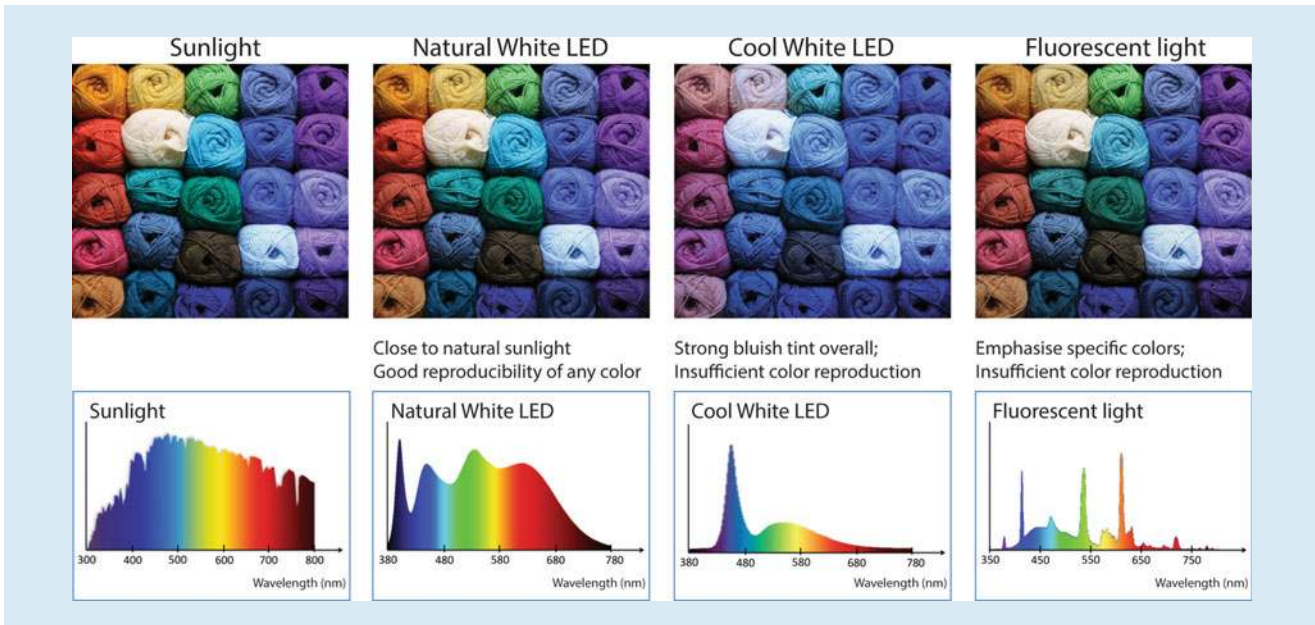 Sunlight
Natural White LED
Cool White LED
Fluorescent light
Close to natural sunlight
Good reproducibility of any color
Strong bluish tint overall;
Insufficient color reproduction
Emphasise specific colors;
Insufficient color reproduction
Sunlight
300 400 500 600 700 800
Wavelength (nm)
Natural White LED
380 480 580 680 780
Wavelength (nm)
Cool White LED
380 480 580 680 780
Wavelength (nm)
Fluorescent light
350 450 550 650 750
Wavelength (nm)